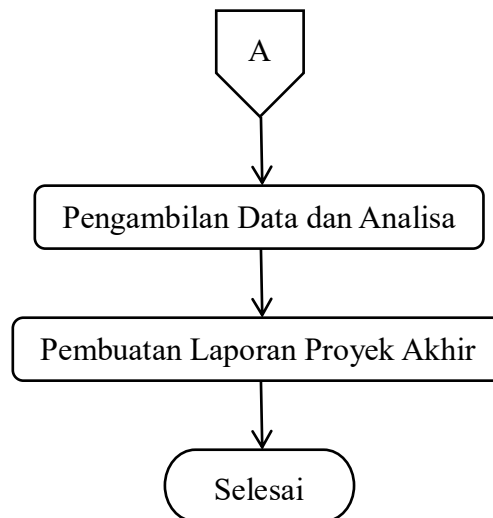 A
Pengambilan Data dan Analisa
Pembuatan Laporan Proyek Akhir
Selesai